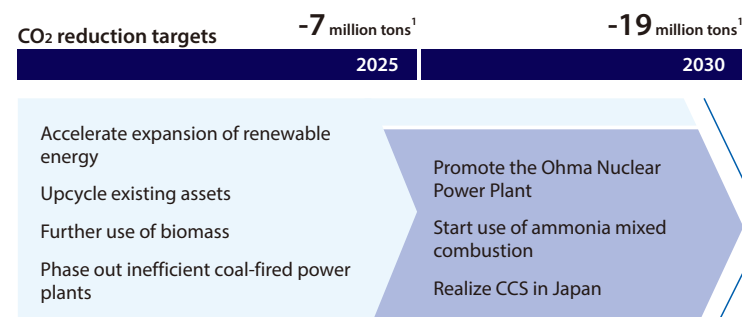 CO2 reduction targets
-7 million tons1
-19 million tons1
2025
2030
Accelerate expansion of renewable
energy
Upcycle existing assets
Further use of biomass
Phase out inefficient coal-fired power
plants
Promote the Ohma Nuclear
Power Plant
Start use of ammonia mixed
combustion
Realize CCS in Japan